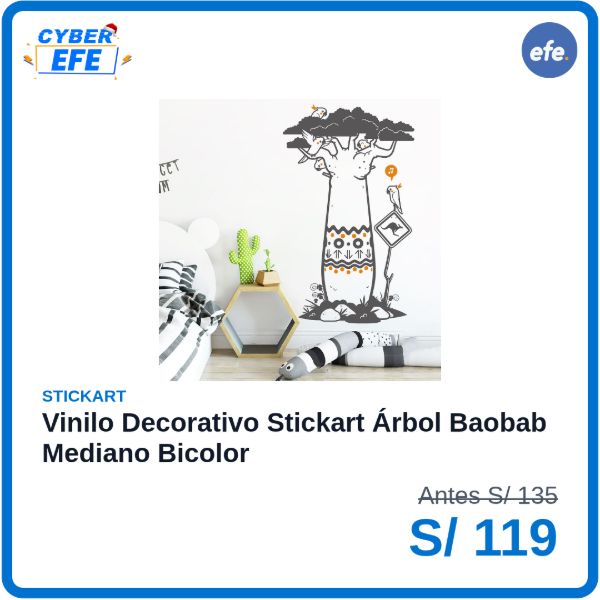 CYBER
EFE
efe.
STICKART
Vinilo Decorativo Stickart Árbol Baobab
Mediano Bicolor
Antes S/ 135
S/ 119